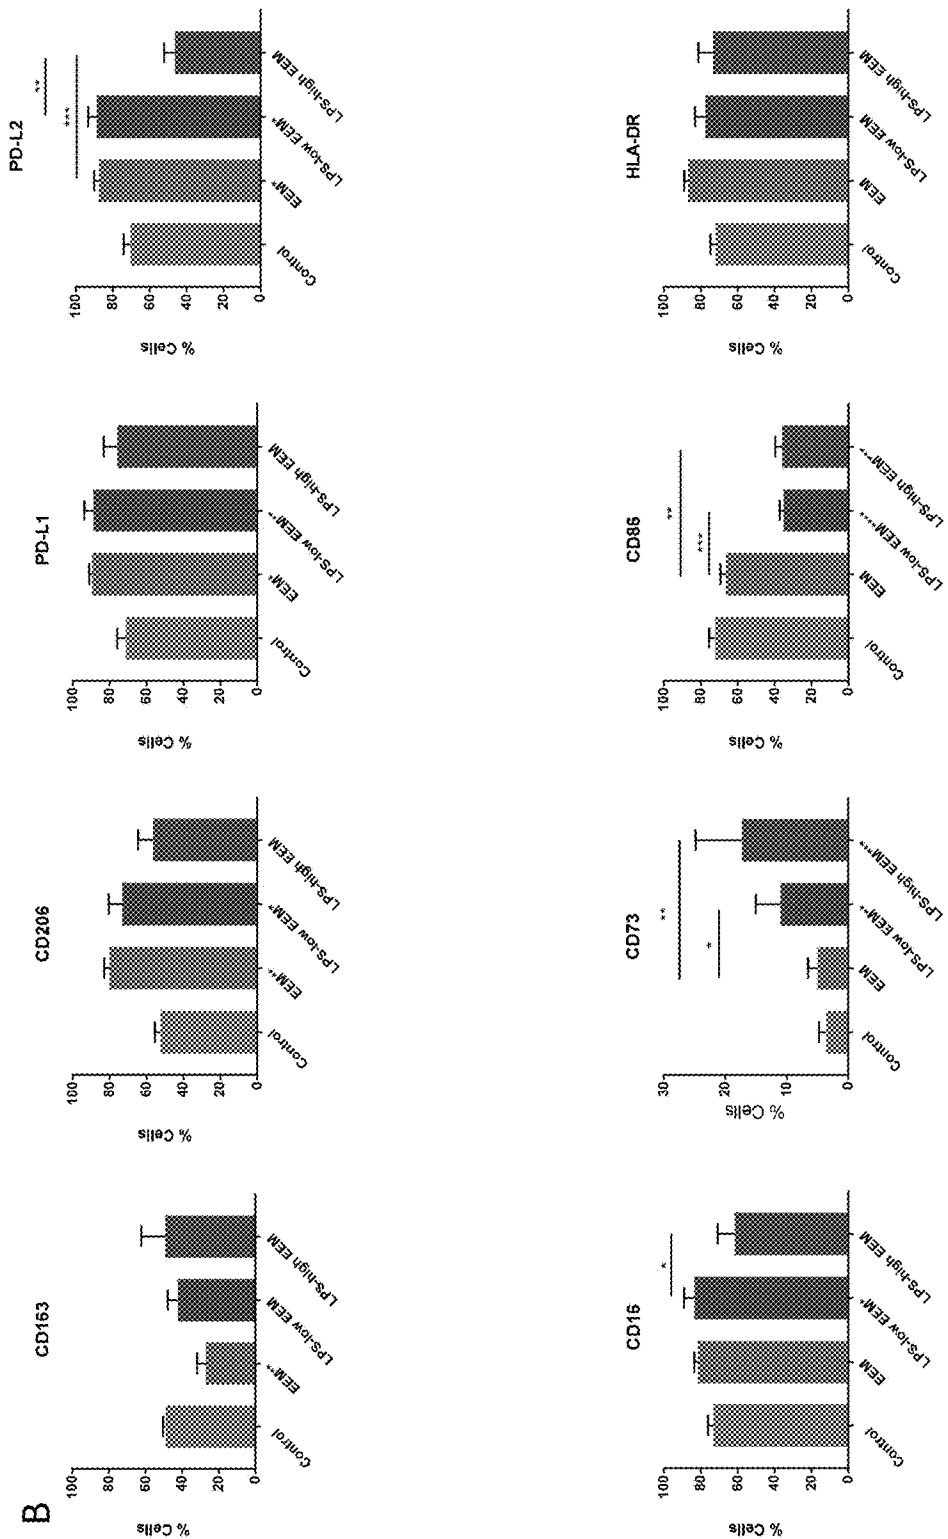 B
CD163
% Cells
100
80
60
40
20
0
Control
EEM**
LPS-low EEM
LPS-high EEM
CD206
% Cells
100
80
60
40
20
0
Control
EEM**
LPS-low EEM*
LPS-high EEM
PD-L1
% Cells
100
80
60
40
20
0
Control
EEM*
LPS-low EEM**
LPS-high EEM
PD-L2
**
***
% Cells
100
80
60
40
20
0
Control
EEM*
LPS-low EEM*
LPS-high EEM
CD16
*
% Cells
100
80
60
40
20
0
Control
EEM
LPS-low EEM*
LPS-high EEM
CD73
**
*
% Cells
30
20
10
0
Control
EEM
LPS-low EEM**
LPS-high EEM***
CD86
**
***
% Cells
100
80
60
40
20
0
Control
EEM
LPS-low EEM****
LPS-high EEM***
HLA-DR
% Cells
100
80
60
40
20
0
Control
EEM
LPS-low EEM
LPS-high EEM